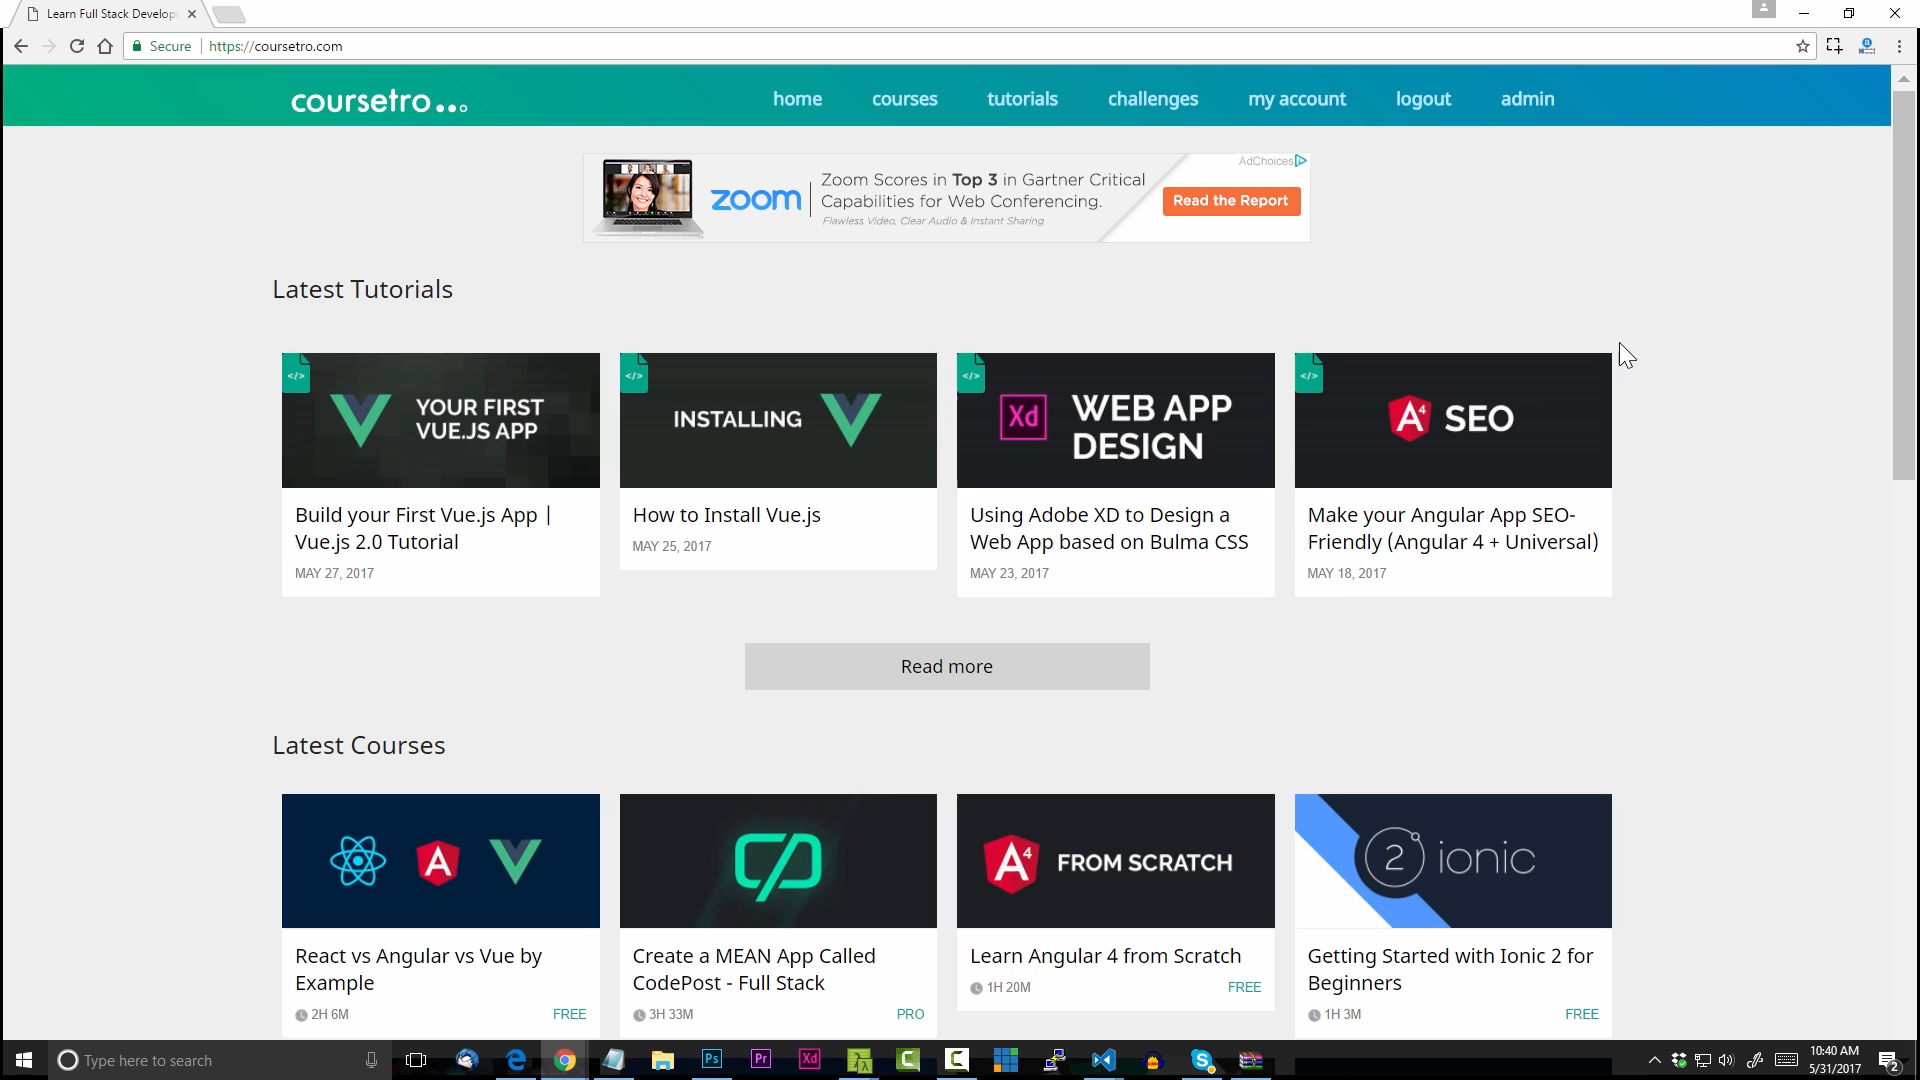 Learn Full Stack Develop
Secure https://coursetro.com
coursetro
home courses tutorials challenges my account logout admin
AdChoices
zoom
Zoom Scores in Top 3 in Gartner Critical
Capabilities for Web Conferencing.
Flawless Video, Clear Audio & Instant Sharing
Read the Report
Latest Tutorials
</>
YOUR FIRST
VUE.JS APP
</>
INSTALLING
</>
Xd
WEB APP
DESIGN
</>
A4
SEO
Build your First Vue.js App |
Vue.js 2.0 Tutorial
MAY 27, 2017
How to Install Vue.js
MAY 25, 2017
Using Adobe XD to Design a
Web App based on Bulma CSS
MAY 23, 2017
Make your Angular App SEO-
Friendly (Angular 4 + Universal)
MAY 18, 2017
Read more
Latest Courses
A
A4
FROM SCRATCH
2 ionic
React vs Angular vs Vue by
Example
2H 6M FREE
Create a MEAN App Called
CodePost - Full Stack
3H 33M PRO
Learn Angular 4 from Scratch
1H 20M FREE
Getting Started with Ionic 2 for
Beginners
1H 3M FREE
Type here to search
Ps
Pr
Xd
10:40 AM
5/31/2017
2